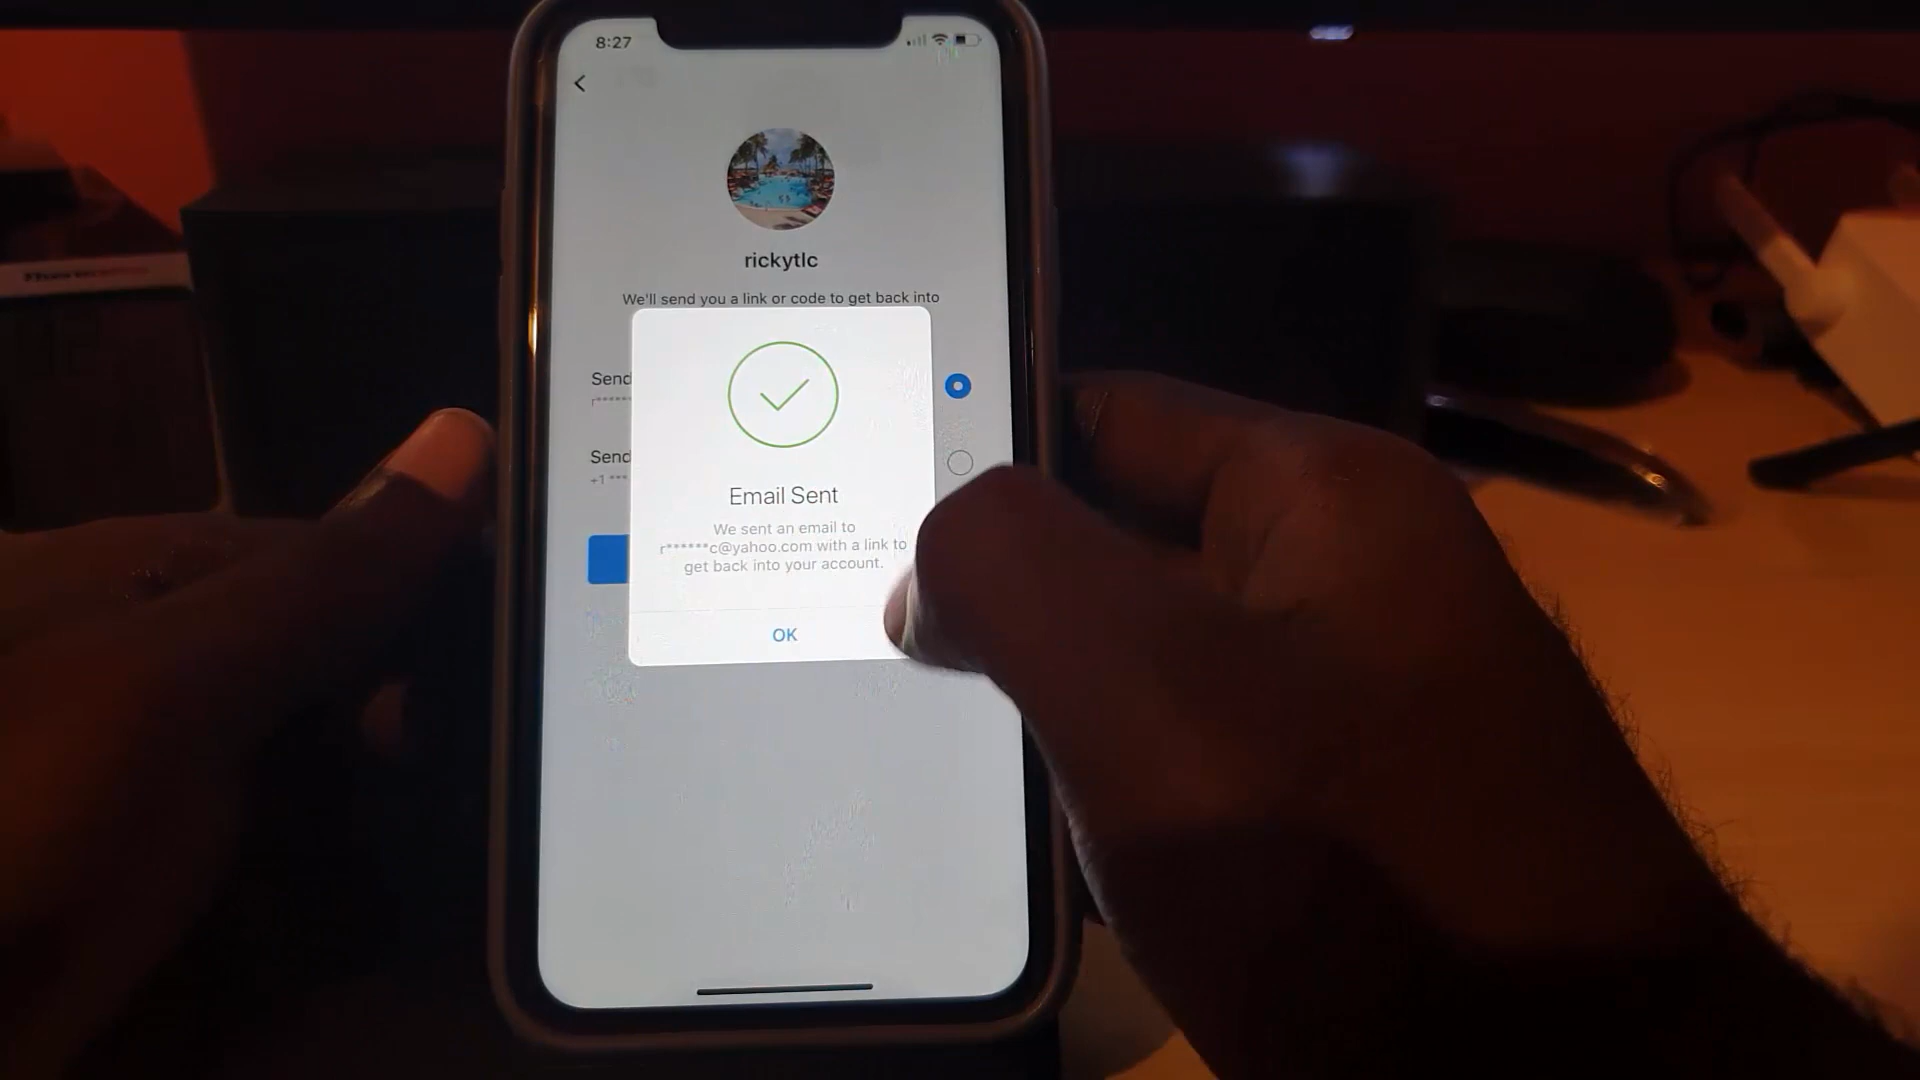 8:27
rickytlc
We'll send you a link or code to get back into
Send
r******
Send
+1 ***
Email Sent
We sent an email to
r******c@yahoo.com with a link to
get back into your account.
OK